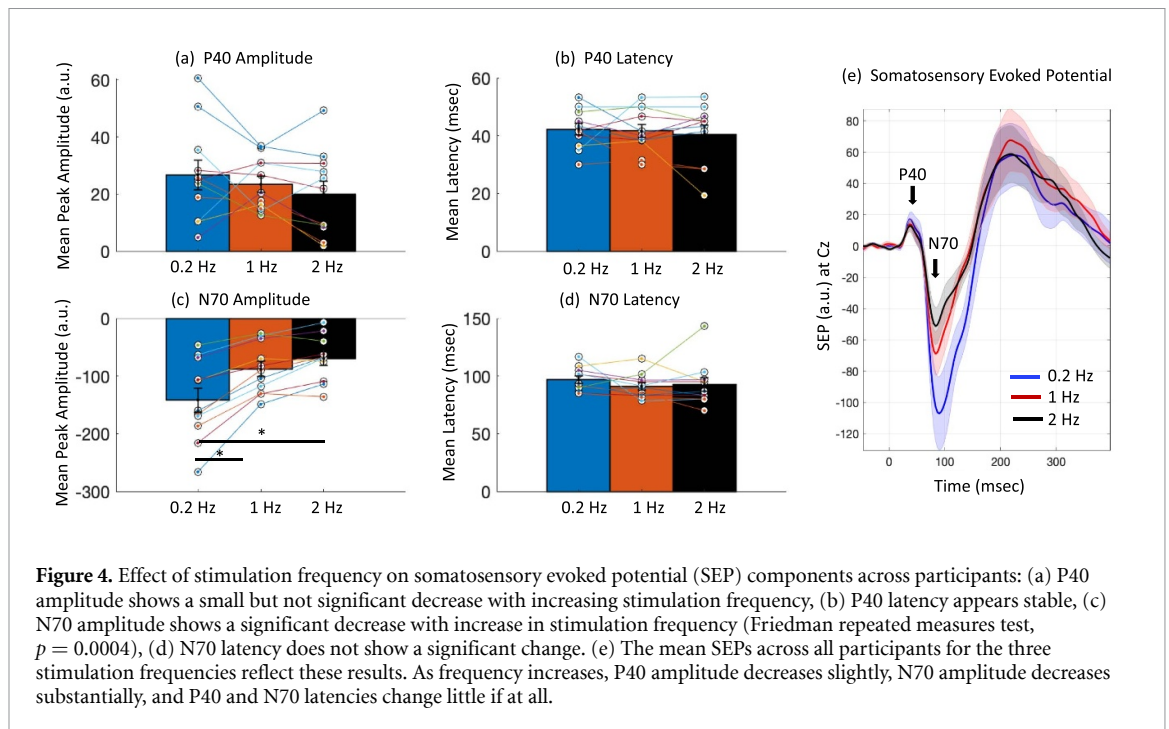 (a) P40 Amplitude
Mean Peak Amplitude (a.u.)
60
40
20
0
0.2 Hz 1 Hz 2 Hz
(b) P40 Latency
Mean Latency (msec)
60
40
20
0
0.2 Hz 1 Hz 2 Hz
(c) N70 Amplitude
Mean Peak Amplitude (a.u.)
0
-100
-200
-300
*
*
0.2 Hz 1 Hz 2 Hz
(d) N70 Latency
Mean Latency (msec)
150
100
50
0
0.2 Hz 1 Hz 2 Hz
(e) Somatosensory Evoked Potential
SEP (a.u.) at Cz
80
60
40
20
0
-20
-40
-60
-80
-100
-120
P40
N70
0.2 Hz
1 Hz
2 Hz
0 100 200 300
Time (msec)
Figure 4. Effect of stimulation frequency on somatosensory evoked potential (SEP) components across participants: (a) P40
amplitude shows a small but not significant decrease with increasing stimulation frequency, (b) P40 latency appears stable, (c)
N70 amplitude shows a significant decrease with increase in stimulation frequency (Friedman repeated measures test,
p = 0.0004), (d) N70 latency does not show a significant change. (e) The mean SEPs across all participants for the three
stimulation frequencies reflect these results. As frequency increases, P40 amplitude decreases slightly, N70 amplitude decreases
substantially, and P40 and N70 latencies change little if at all.